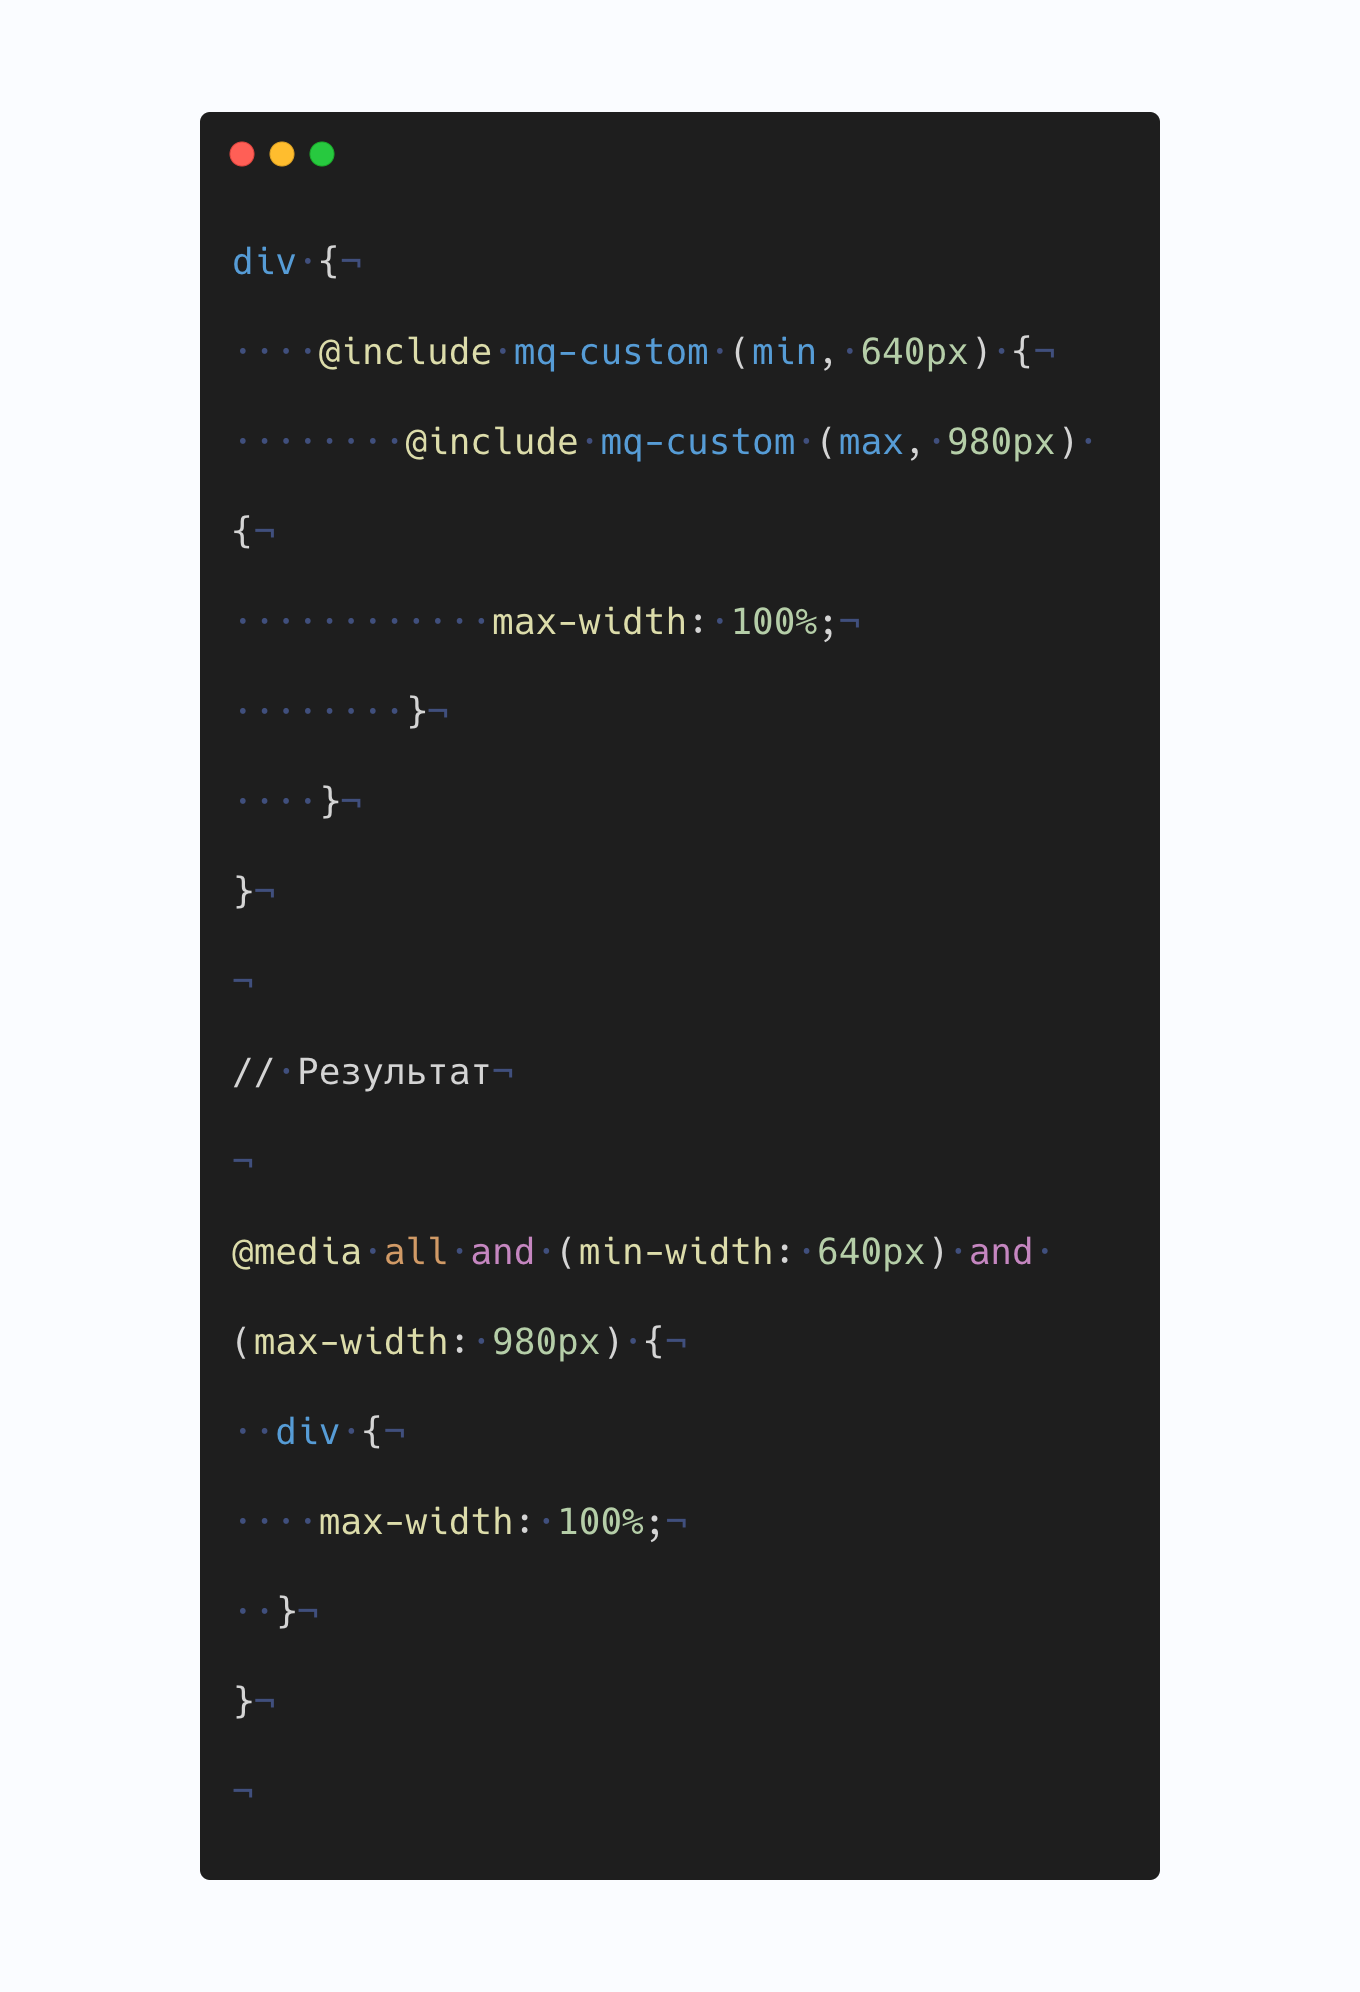 div·{¬
····@include·mq-custom·(min,·640px)·{¬
········@include·mq-custom·(max,·980px)·
{¬
············max-width:·100%;¬
········}¬
····}¬
}¬
¬
//·Результат¬
¬
@media·all·and·(min-width:·640px)·and·
(max-width:·980px)·{¬
··div·{¬
····max-width:·100%;¬
··}¬
}¬
¬